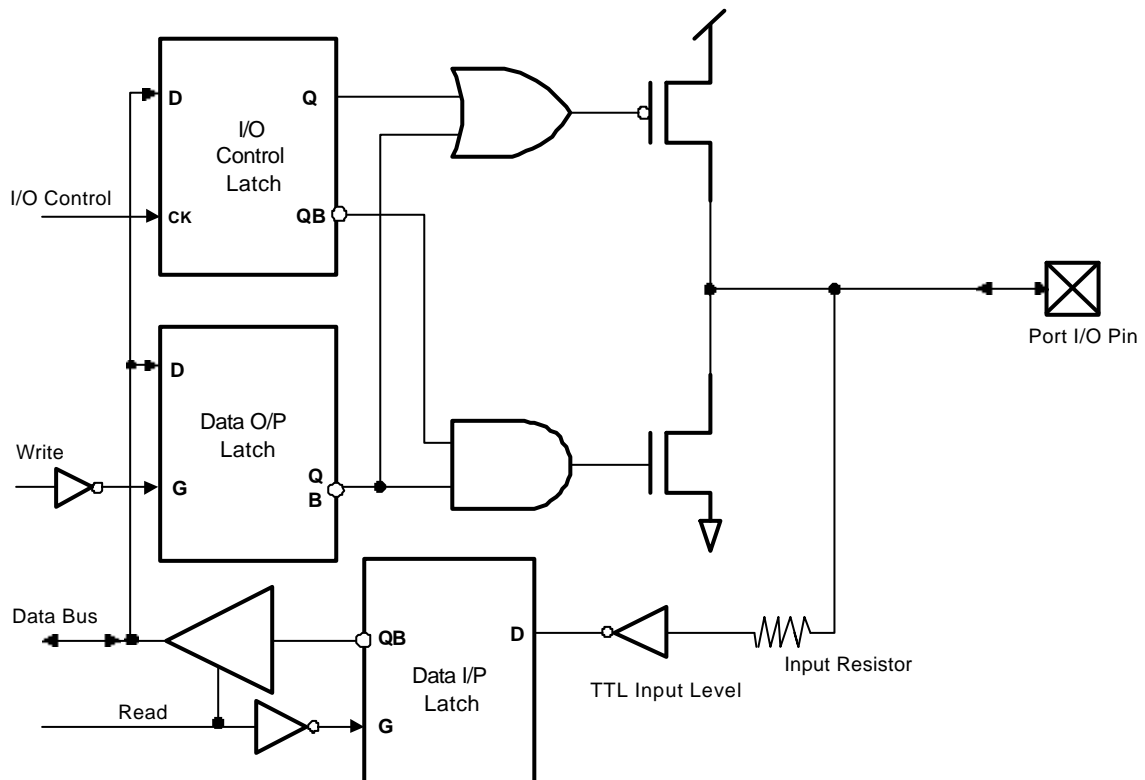 D
Q
I/O
Control
Latch
I/O Control
CK
QB
Port I/O Pin
D
Data O/P
Latch
Write
G
Q
B
Data Bus
QB
D
Input Resistor
TTL Input Level
Data I/P
Latch
Read
G